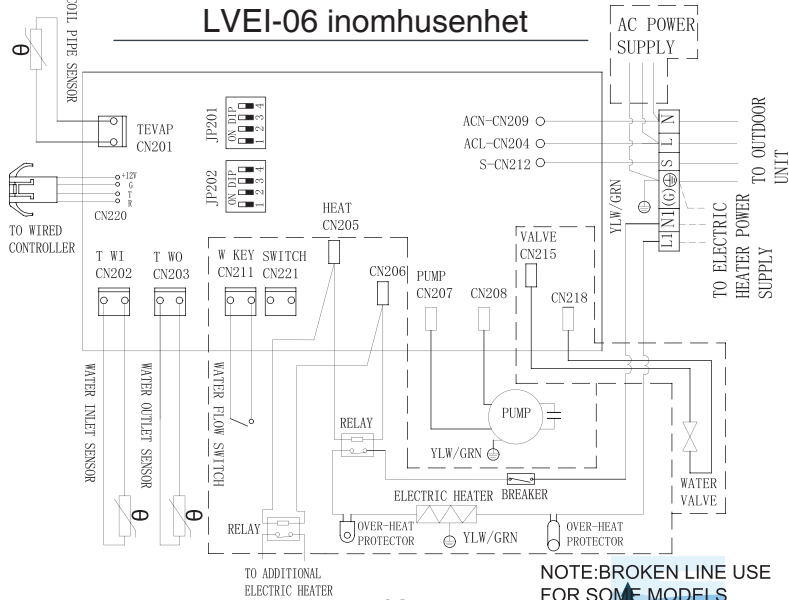 LVEI-06 inomhusenhet
COIL PIPE SENSOR
θ
AC POWER
SUPPLY
TEVAP
CN201
JP201
ON DIP
1 2 3 4
JP202
ON DIP
1 2 3 4
ACN-CN209
ACL-CN204
S-CN212
N
L
S
(G)
N1
L1
YLW/GRN
TO OUTDOOR
UNIT
TO ELECTRIC
HEATER POWER
SUPPLY
+12V
G
T
R
CN220
TO WIRED
CONTROLLER
T WI
CN202
T WO
CN203
W KEY
CN211
SWITCH
CN221
HEAT
CN205
CN206
PUMP
CN207
CN208
VALVE
CN215
CN218
WATER INLET SENSOR
θ
WATER OUTLET SENSOR
θ
WATER FLOW SWITCH
RELAY
PUMP
YLW/GRN
WATER
VALVE
BREAKER
ELECTRIC HEATER
RELAY
OVER-HEAT
PROTECTOR
YLW/GRN
OVER-HEAT
PROTECTOR
TO ADDITIONAL
ELECTRIC HEATER
NOTE:BROKEN LINE USE
FOR SOME MODELS